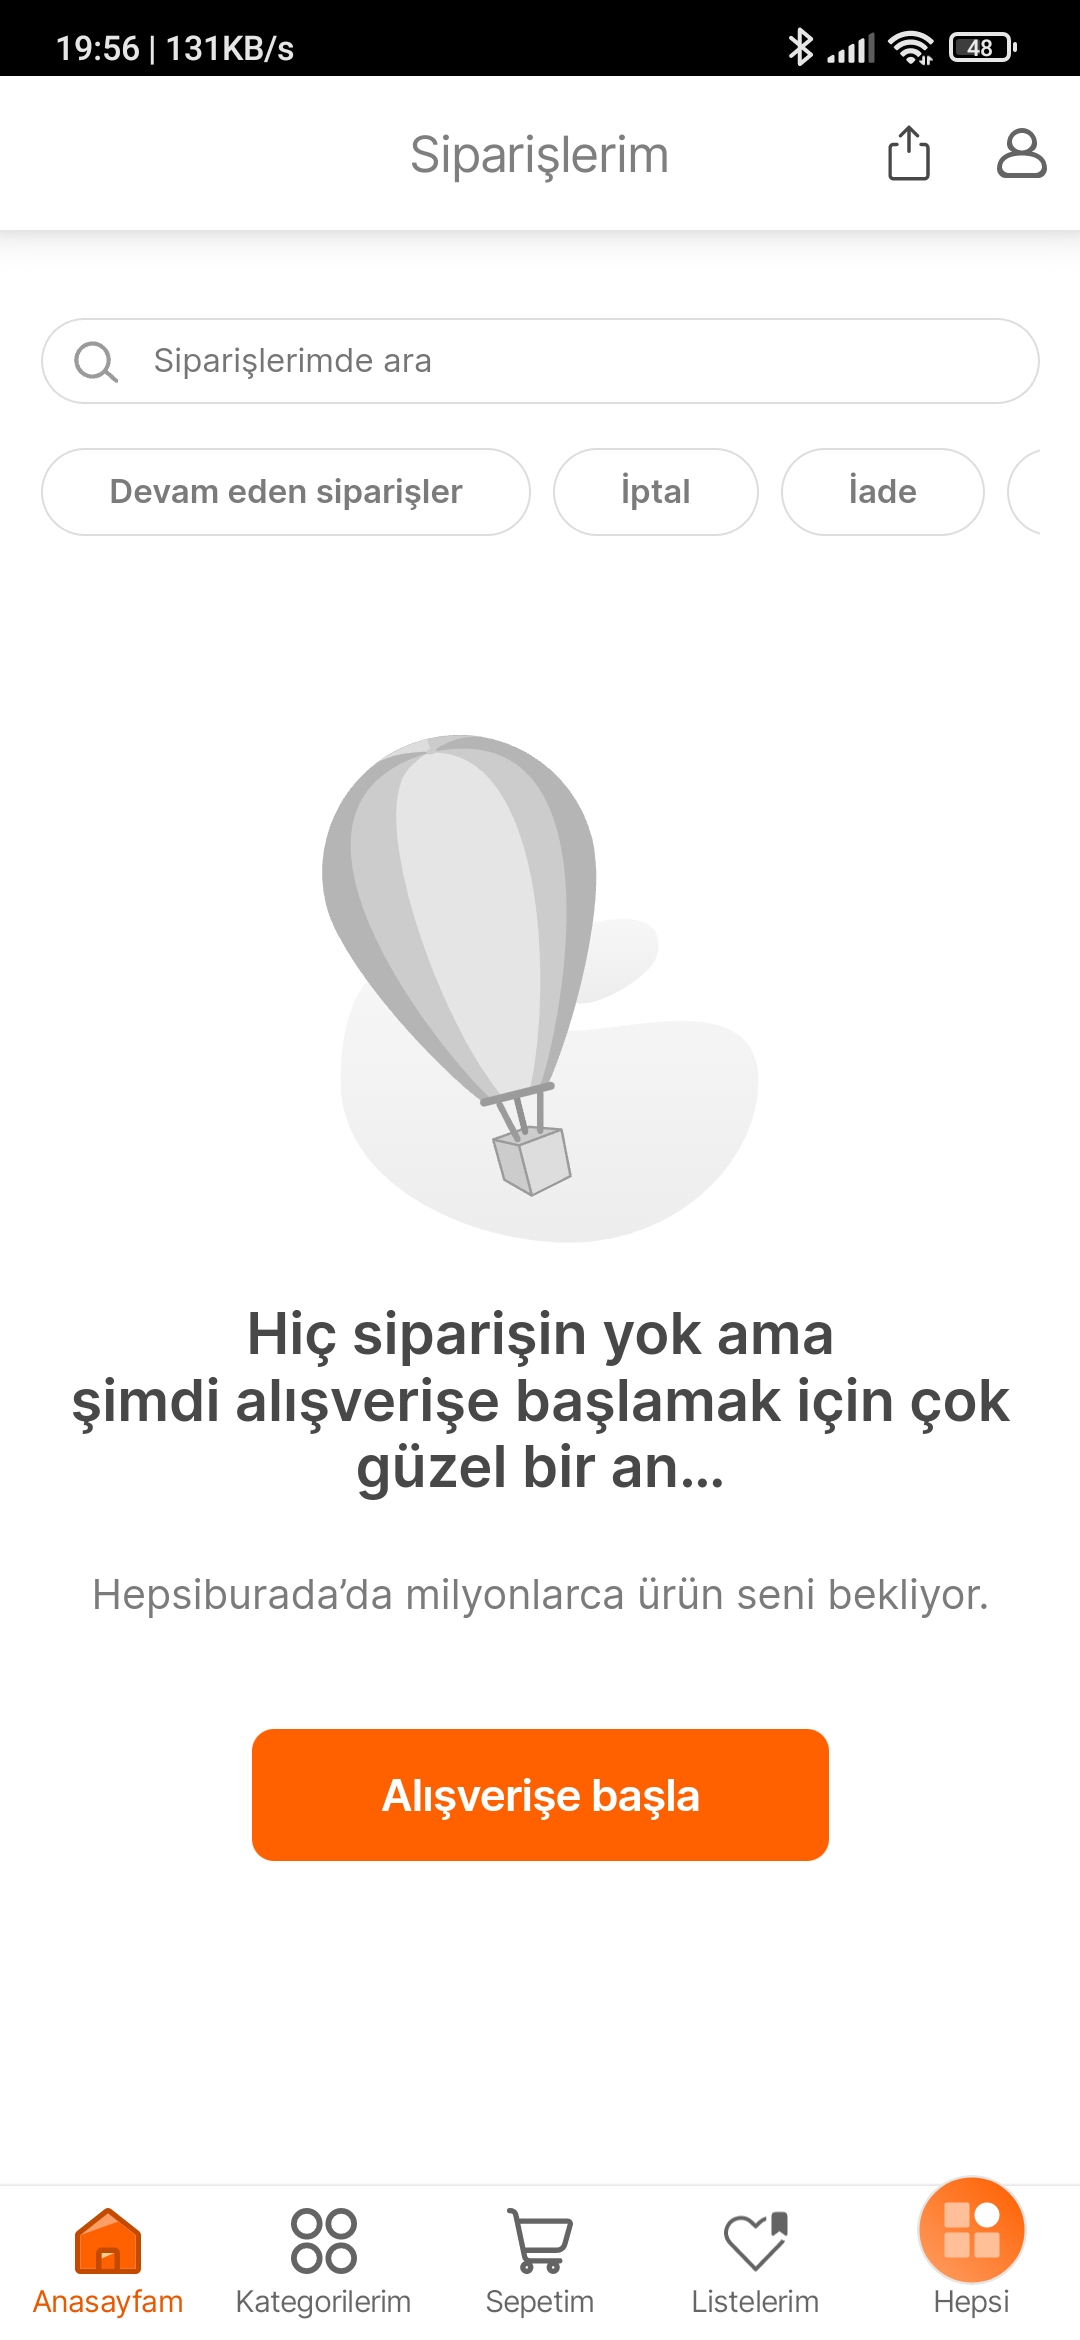 19:56 | 131KB/s 48
Siparişlerim
Siparişlerimde ara
Devam eden siparişler İptal İade
Hiç siparişin yok ama
şimdi alışverişe başlamak için çok
güzel bir an...
Hepsiburada’da milyonlarca ürün seni bekliyor.
Alışverişe başla
Anasayfam Kategorilerim Sepetim Listelerim Hepsi